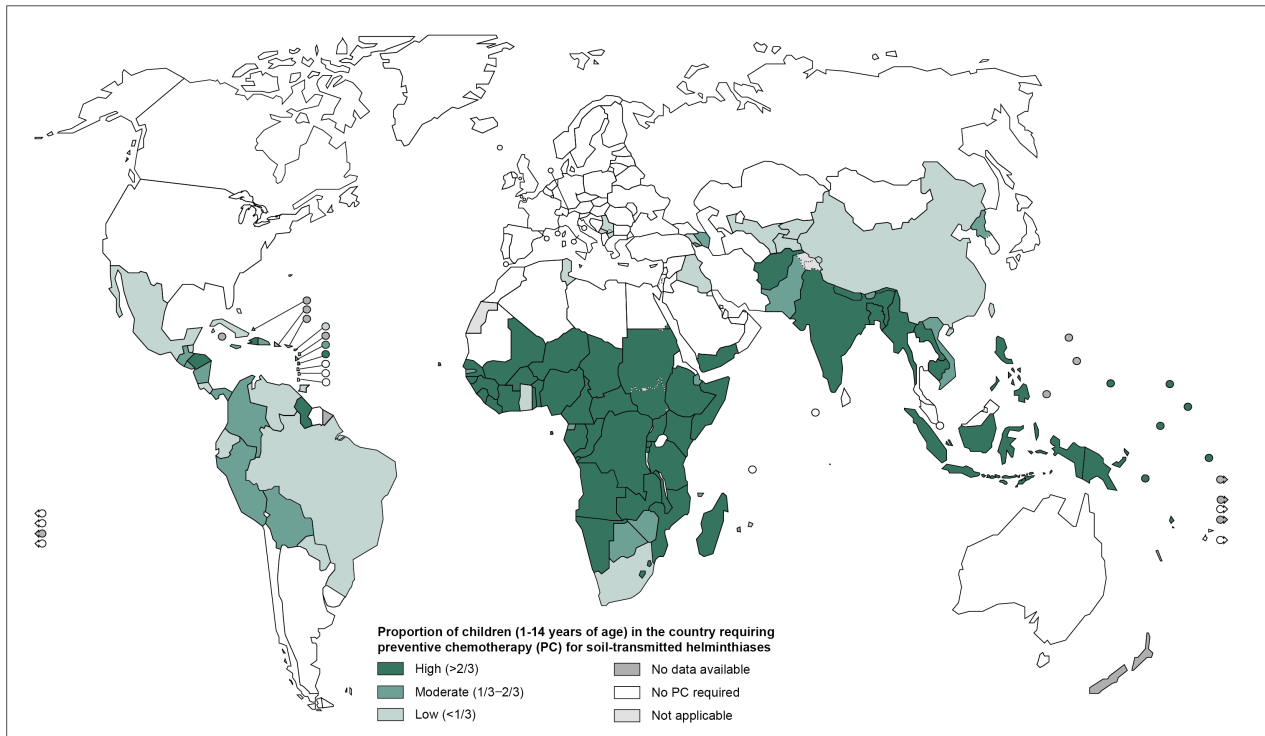 Proportion of children (1-14 years of age) in the country requiring
preventive chemotherapy (PC) for soil-transmitted helminthiases
High (>2/3)
Moderate (1/3–2/3)
Low (<1/3)
No data available
No PC required
Not applicable